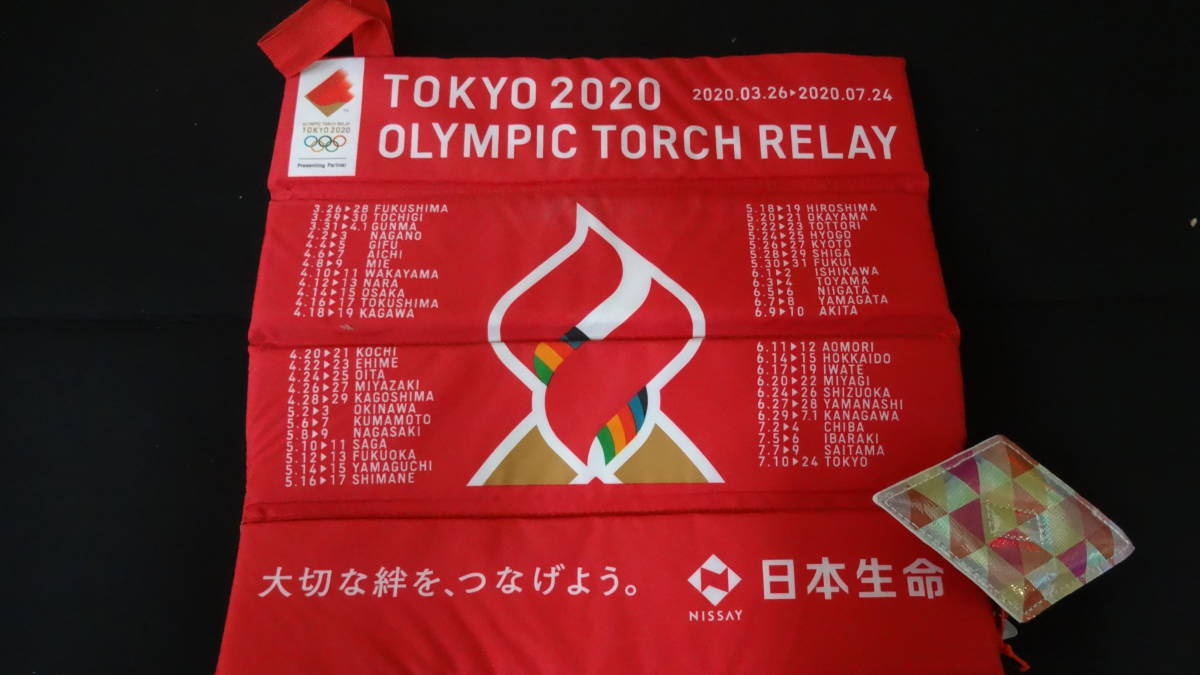 OLYMPIC TORCH RELAY
TOKYO 2020
Presenting Partner
TOKYO 2020 2020.03.26▶2020.07.24
OLYMPIC TORCH RELAY
3.26▶28 FUKUSHIMA
3.29▶30 TOCHIGI
3.31▶4.1 GUNMA
4.2▶3 NAGANO
4.4▶5 GIFU
4.6▶7 AICHI
4.8▶9 MIE
4.10▶11 WAKAYAMA
4.12▶13 NARA
4.14▶15 OSAKA
4.16▶17 TOKUSHIMA
4.18▶19 KAGAWA
4.20▶21 KOCHI
4.22▶23 EHIME
4.24▶25 OITA
4.26▶27 MIYAZAKI
4.28▶29 KAGOSHIMA
5.2▶3 OKINAWA
5.6▶7 KUMAMOTO
5.8▶9 NAGASAKI
5.10▶11 SAGA
5.12▶13 FUKUOKA
5.14▶15 YAMAGUCHI
5.16▶17 SHIMANE
5.18▶19 HIROSHIMA
5.20▶21 OKAYAMA
5.22▶23 TOTTORI
5.24▶25 HYOGO
5.26▶27 KYOTO
5.28▶29 SHIGA
5.30▶31 FUKUI
6.1▶2 ISHIKAWA
6.3▶4 TOYAMA
6.5▶6 NIIGATA
6.7▶8 YAMAGATA
6.9▶10 AKITA
6.11▶12 AOMORI
6.14▶15 HOKKAIDO
6.17▶19 IWATE
6.20▶22 MIYAGI
6.24▶26 SHIZUOKA
6.27▶28 YAMANASHI
6.29▶7.1 KANAGAWA
7.2▶4 CHIBA
7.5▶6 IBARAKI
7.7▶9 SAITAMA
7.10▶24 TOKYO
大切な絆を、つなげよう。
NISSAY
日本生命